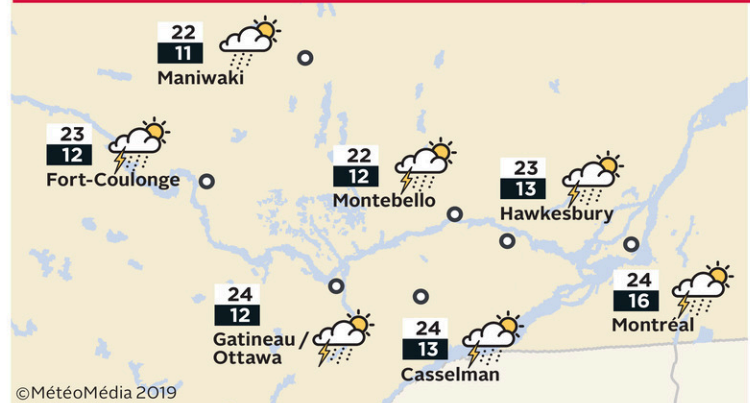 22
11
Maniwaki
23
12
Fort-Coulonge
22
12
Montebello
23
13
Hawkesbury
24
12
Gatineau /
Ottawa
24
13
Casselman
24
16
Montréal
©MétéoMédia 2019